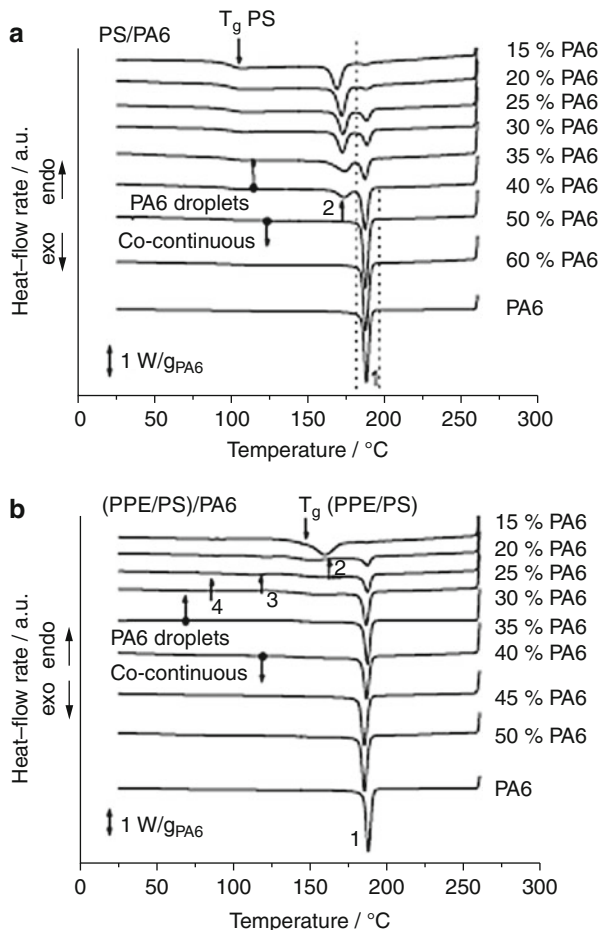 a
PS/PA6
Tg PS
15 % PA6
20 % PA6
25 % PA6
30 % PA6
35 % PA6
40 % PA6
50 % PA6
60 % PA6
PA6
PA6 droplets
2
Co-continuous
Heat–flow rate / a.u.
exo
endo
1 W/gPA6
0 50 100 150 200 250 300
Temperature / °C
b
(PPE/PS)/PA6
Tg (PPE/PS)
15 % PA6
20 % PA6
25 % PA6
30 % PA6
35 % PA6
40 % PA6
45 % PA6
50 % PA6
PA6
2
3
4
PA6 droplets
Co-continuous
Heat–flow rate / a.u.
exo endo
1 W/gPA6
1
0 50 100 150 200 250 300
Temperature / °C